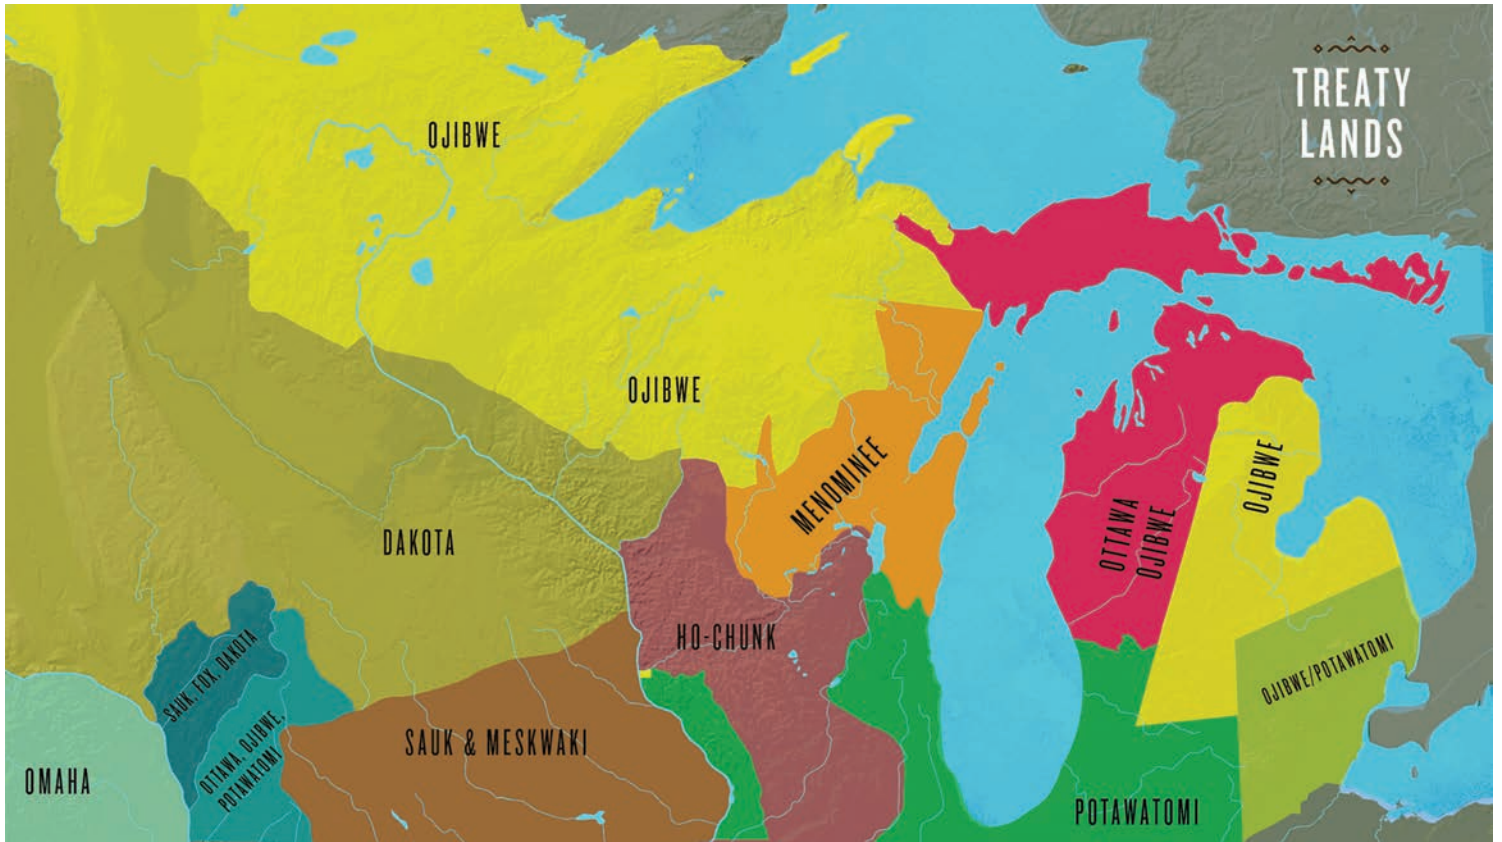 TREATY
LANDS
OJIBWE
OJIBWE
MENOMINEE
OTTAWA
OJIBWE
OJIBWE
DAKOTA
HO-CHUNK
SAUK, FOX, DAKOTA
OJIBWE/POTAWATOMI
OTTAWA, OJIBWE,
POTAWATOMI
SAUK & MESKWAKI
OMAHA
POTAWATOMI